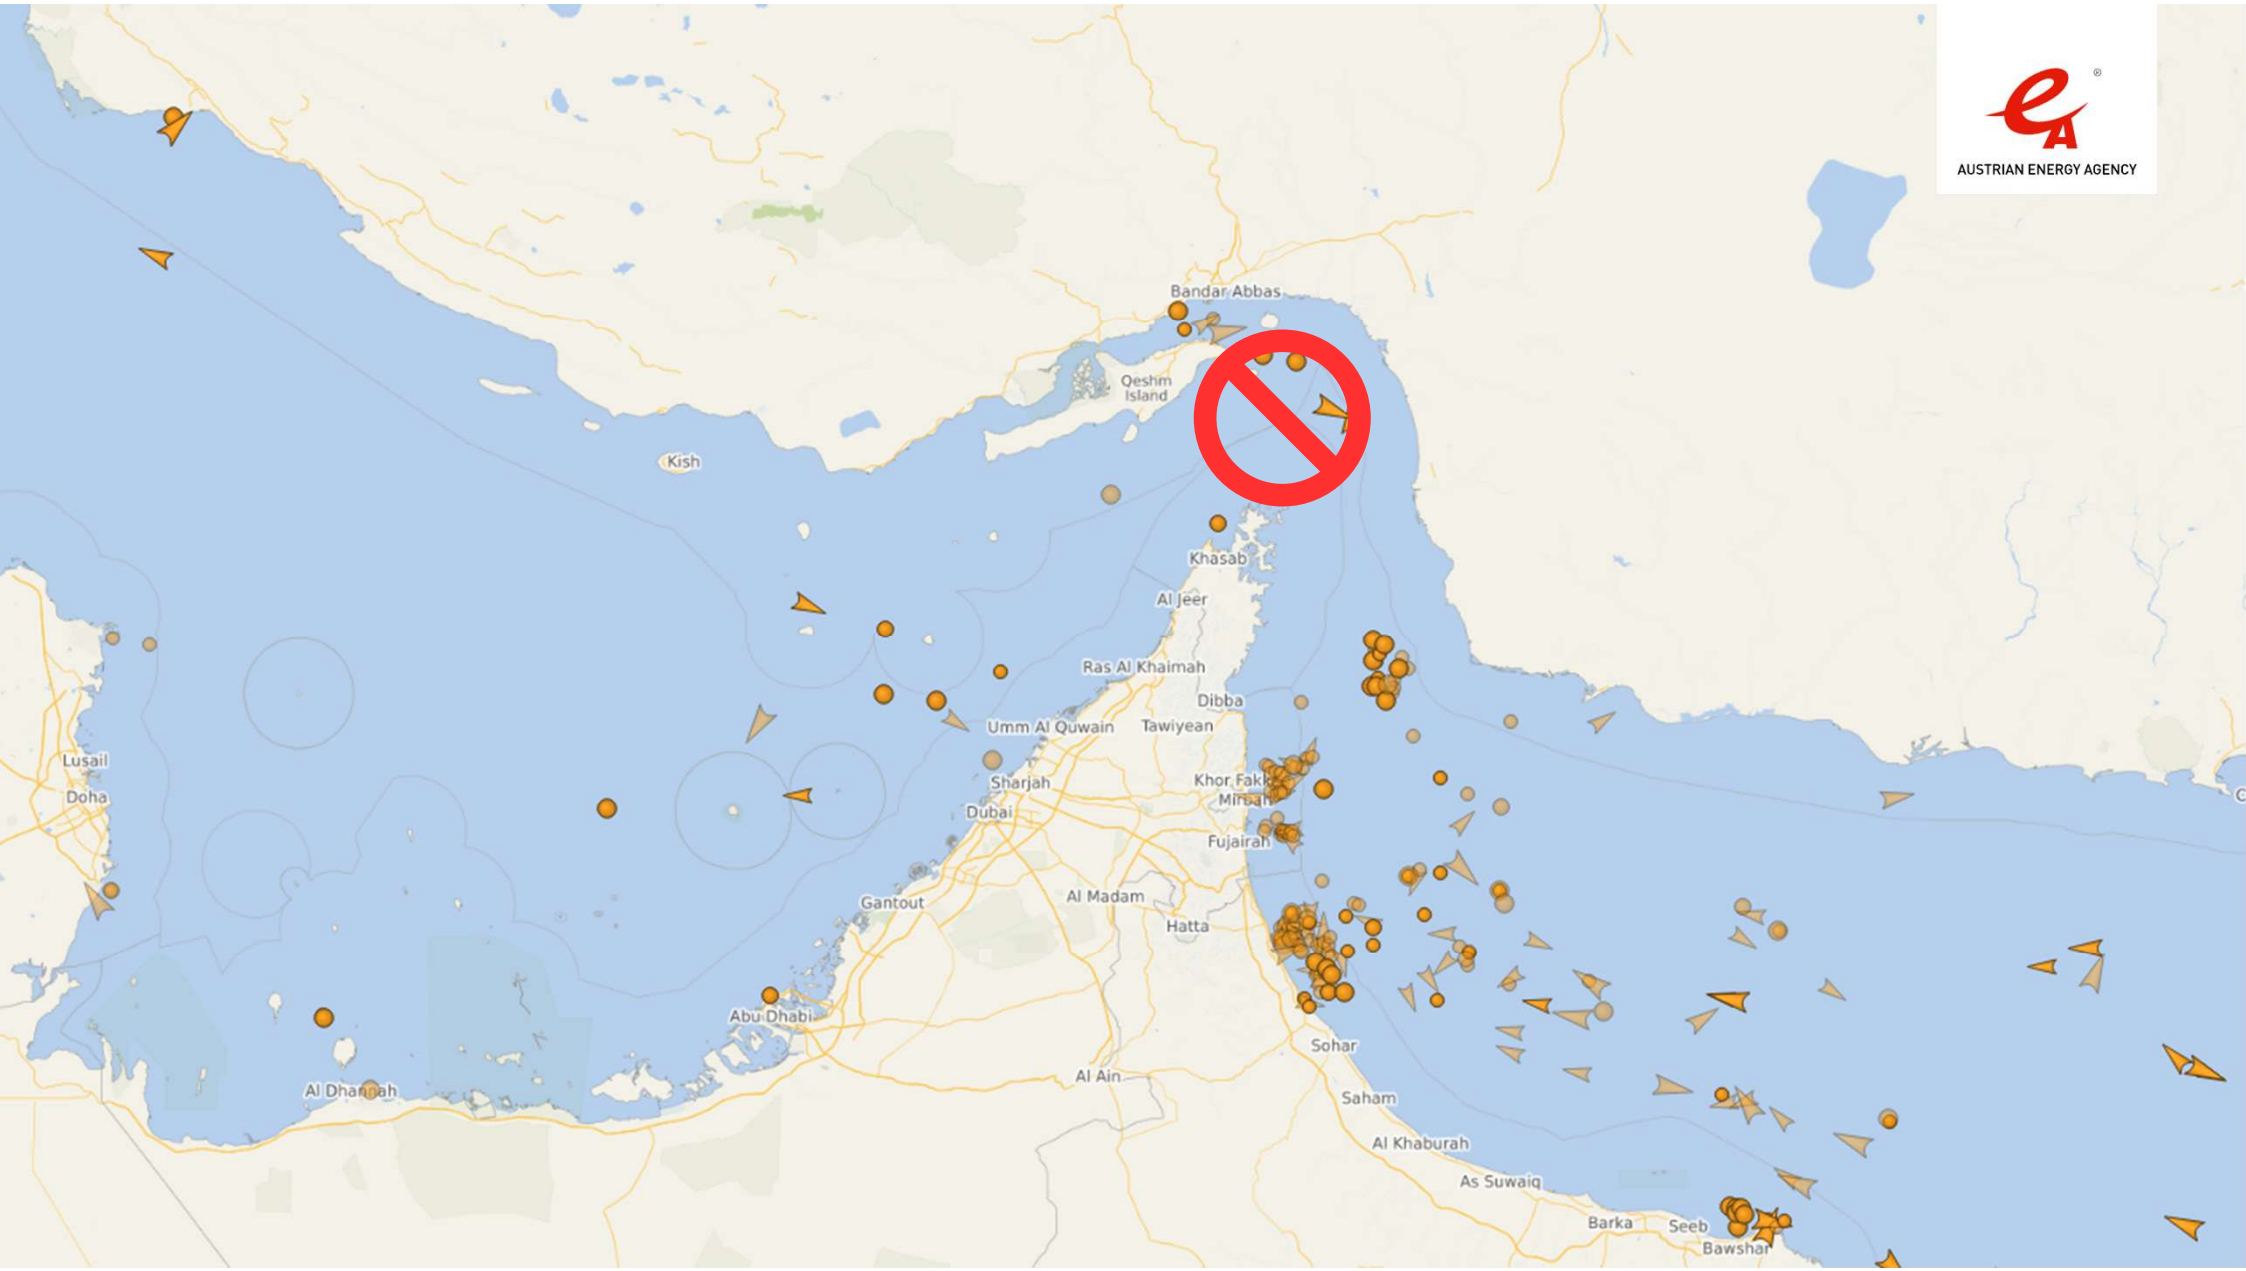 ®
AUSTRIAN ENERGY AGENCY
Bandar Abbas
Qeshm
Island
Kish
Khasab
Al Jeer
Ras Al Khaimah
Dibba
Umm Al Quwain
Tawiyean
Lusail
Khor Fakk
Sharjah
Doha
Mirbah
Dubai
Fujairah
Al Madam
Gantout
Hatta
Abu Dhabi
Sohar
Al Ain
Al Dhannah
Saham
Al Khaburah
As Suwaiq
Barka
Seeb
Bawshar